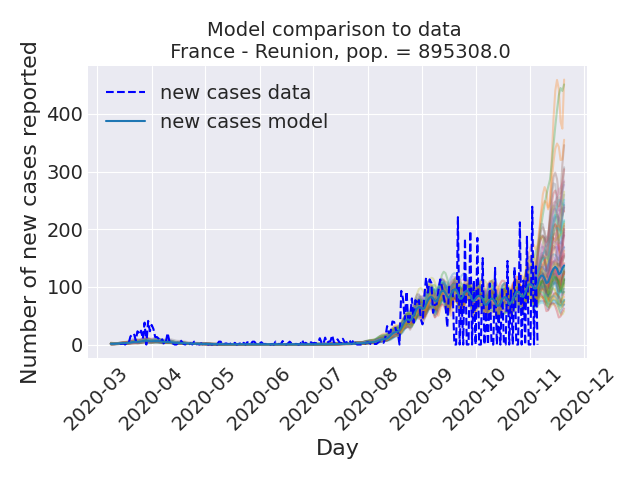 Model comparison to data
France - Reunion, pop. = 895308.0
Number of new cases reported
400
300
200
100
0
new cases data
new cases model
2020-03
2020-04
2020-05
2020-06
2020-07
2020-08
2020-09
2020-10
2020-11
2020-12
Day